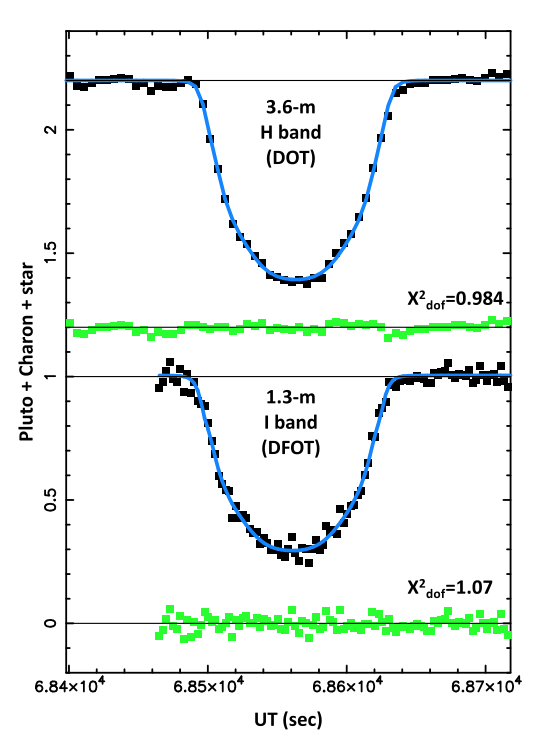 3.6-m
H band
(DOT)
2
1.5
X²dof=0.984
1
1.3-m
I band
(DFOT)
0.5
X²dof=1.07
0
Pluto + Charon + star
6.84×10⁴ 6.85×10⁴ 6.86×10⁴ 6.87×10⁴
UT (sec)